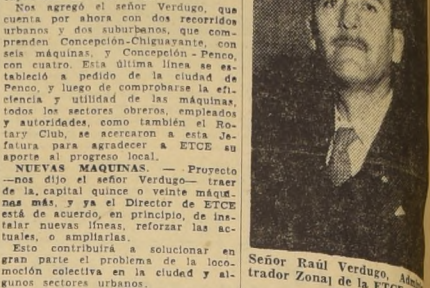 Nos agregó el señor Verdugo, que
cuenta por ahora con dos recorridos
urbanos y dos suburbanos, que com-
prenden Concepción-Chiguayante, con
seis máquinas, y Concepción - Penco,
con cuatro. Esta última línea se es-
tableció a pedido de la ciudad de
Penco, y luego de comprobarse la efi-
ciencia y utilidad de las máquinas,
todos los sectores obreros, empleados
y autoridades, como también el Ro-
tary Club, se acercaron a esta Je-
fatura para agradecer a ETCE su
aporte al progreso local.
NUEVAS MAQUINAS. — Proyecto
—nos dijo el señor Verdugo— traer
de la capital quince o veinte máqui-
nas más, y ya el Director de ETCE
está de acuerdo, en principio, de ins-
talar nuevas líneas, reforzar las ac-
tuales, o ampliarlas.
Esto contribuirá a solucionar en
gran parte el problema de la loco-
moción colectiva en la ciudad y al-
gunos sectores urbanos.
Señor Raúl Verdugo, Admini
trador Zonal de la ETCE